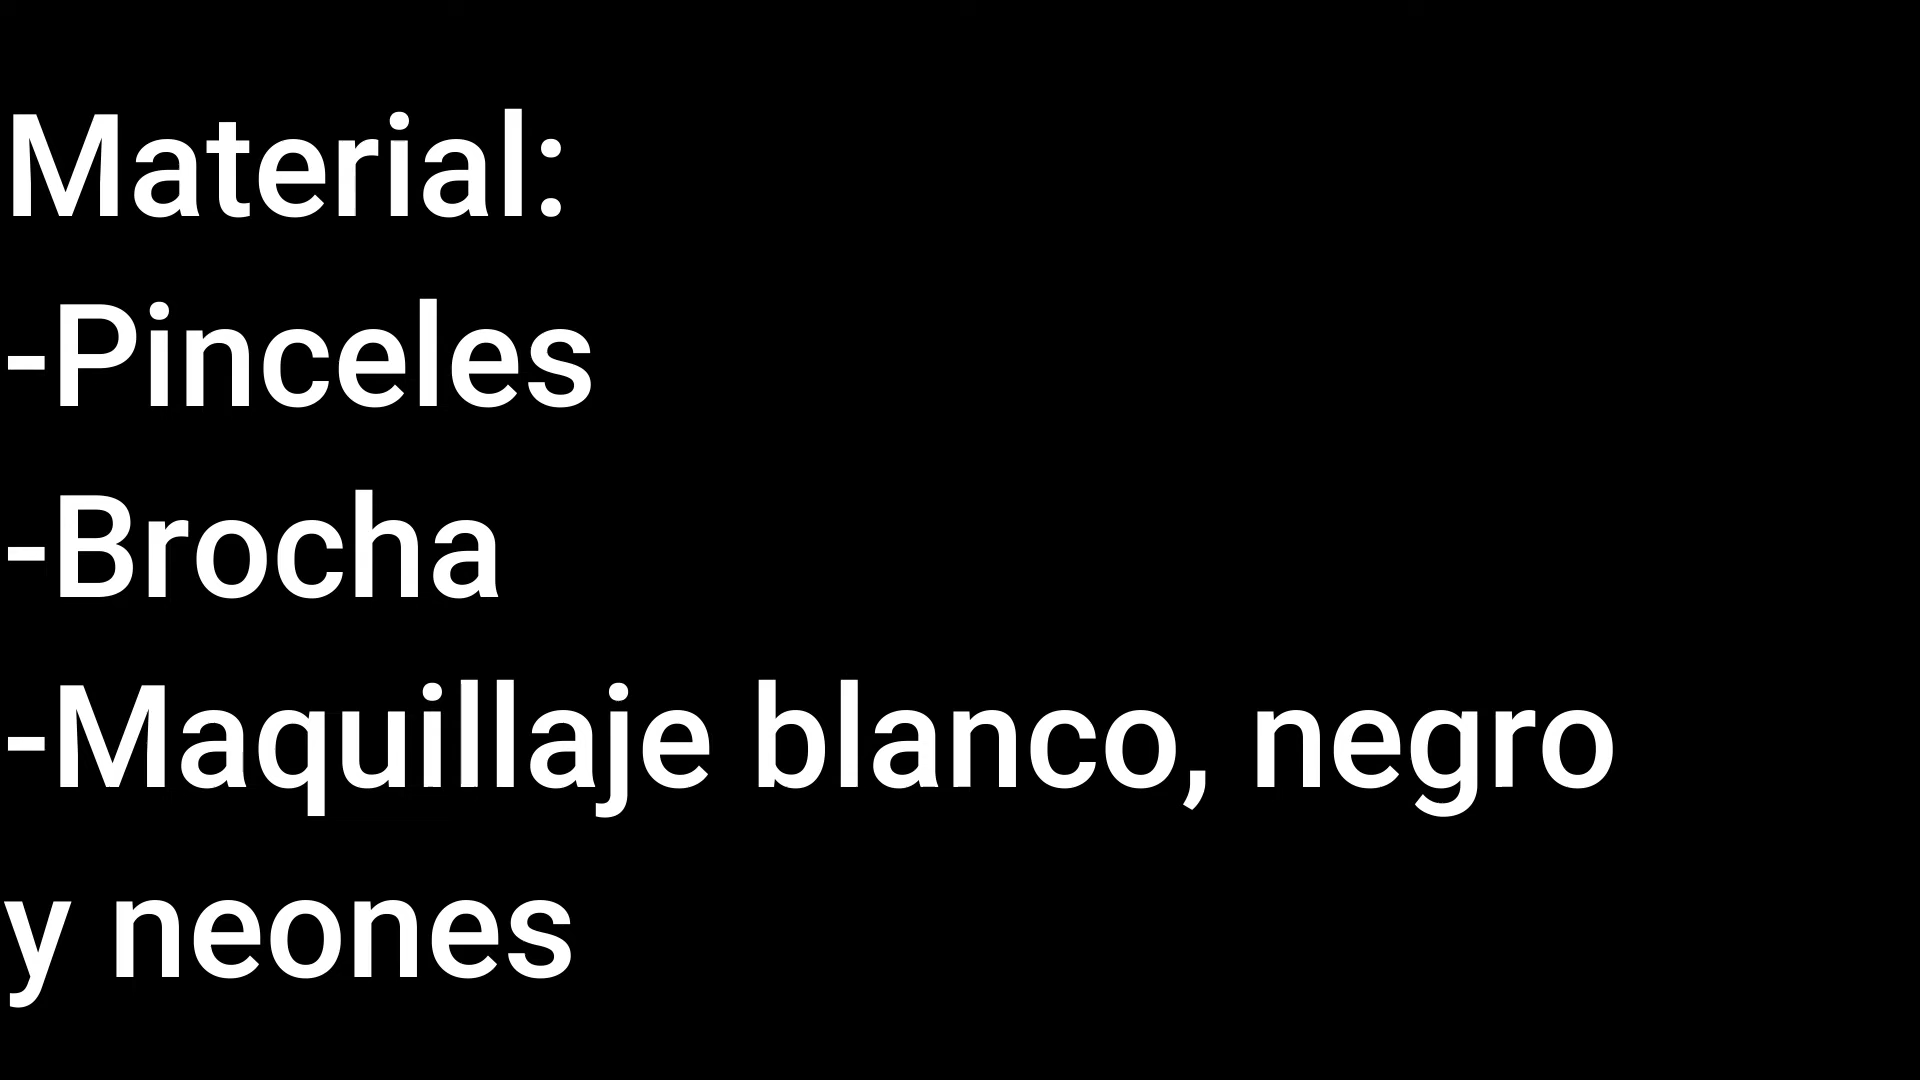 Material:
-Pinceles
-Brocha
-Maquillaje blanco, negro
y neones